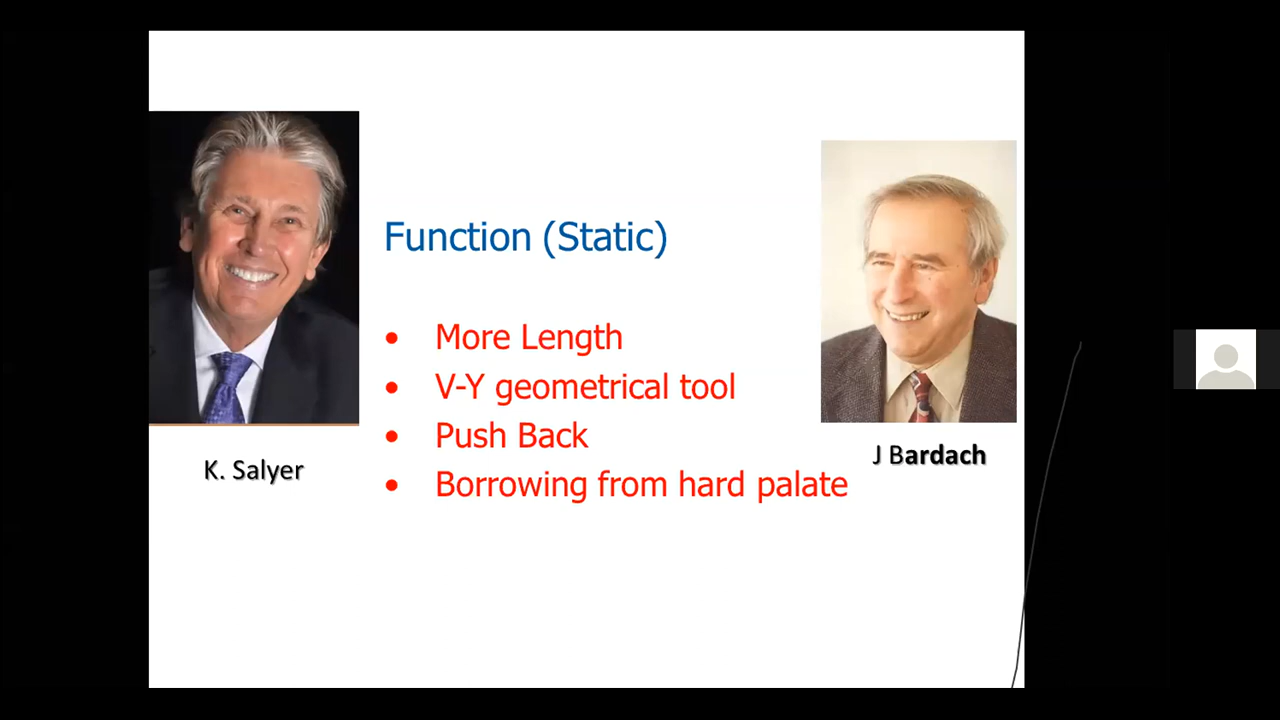 Function (Static)
• More Length
• V-Y geometrical tool
• Push Back
• Borrowing from hard palate
K. Salyer
J Bardach